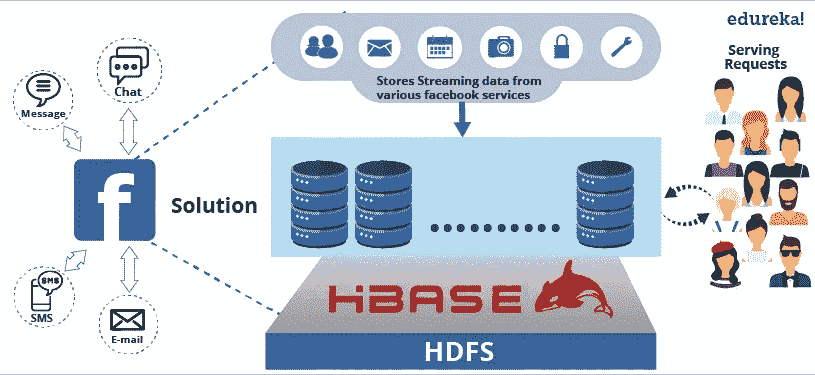 edureka!
Serving
Requests
Stores Streaming data from
various facebook services
Chat
Message
f
Solution
SMS
SMS
E-mail
HBASE
HDFS